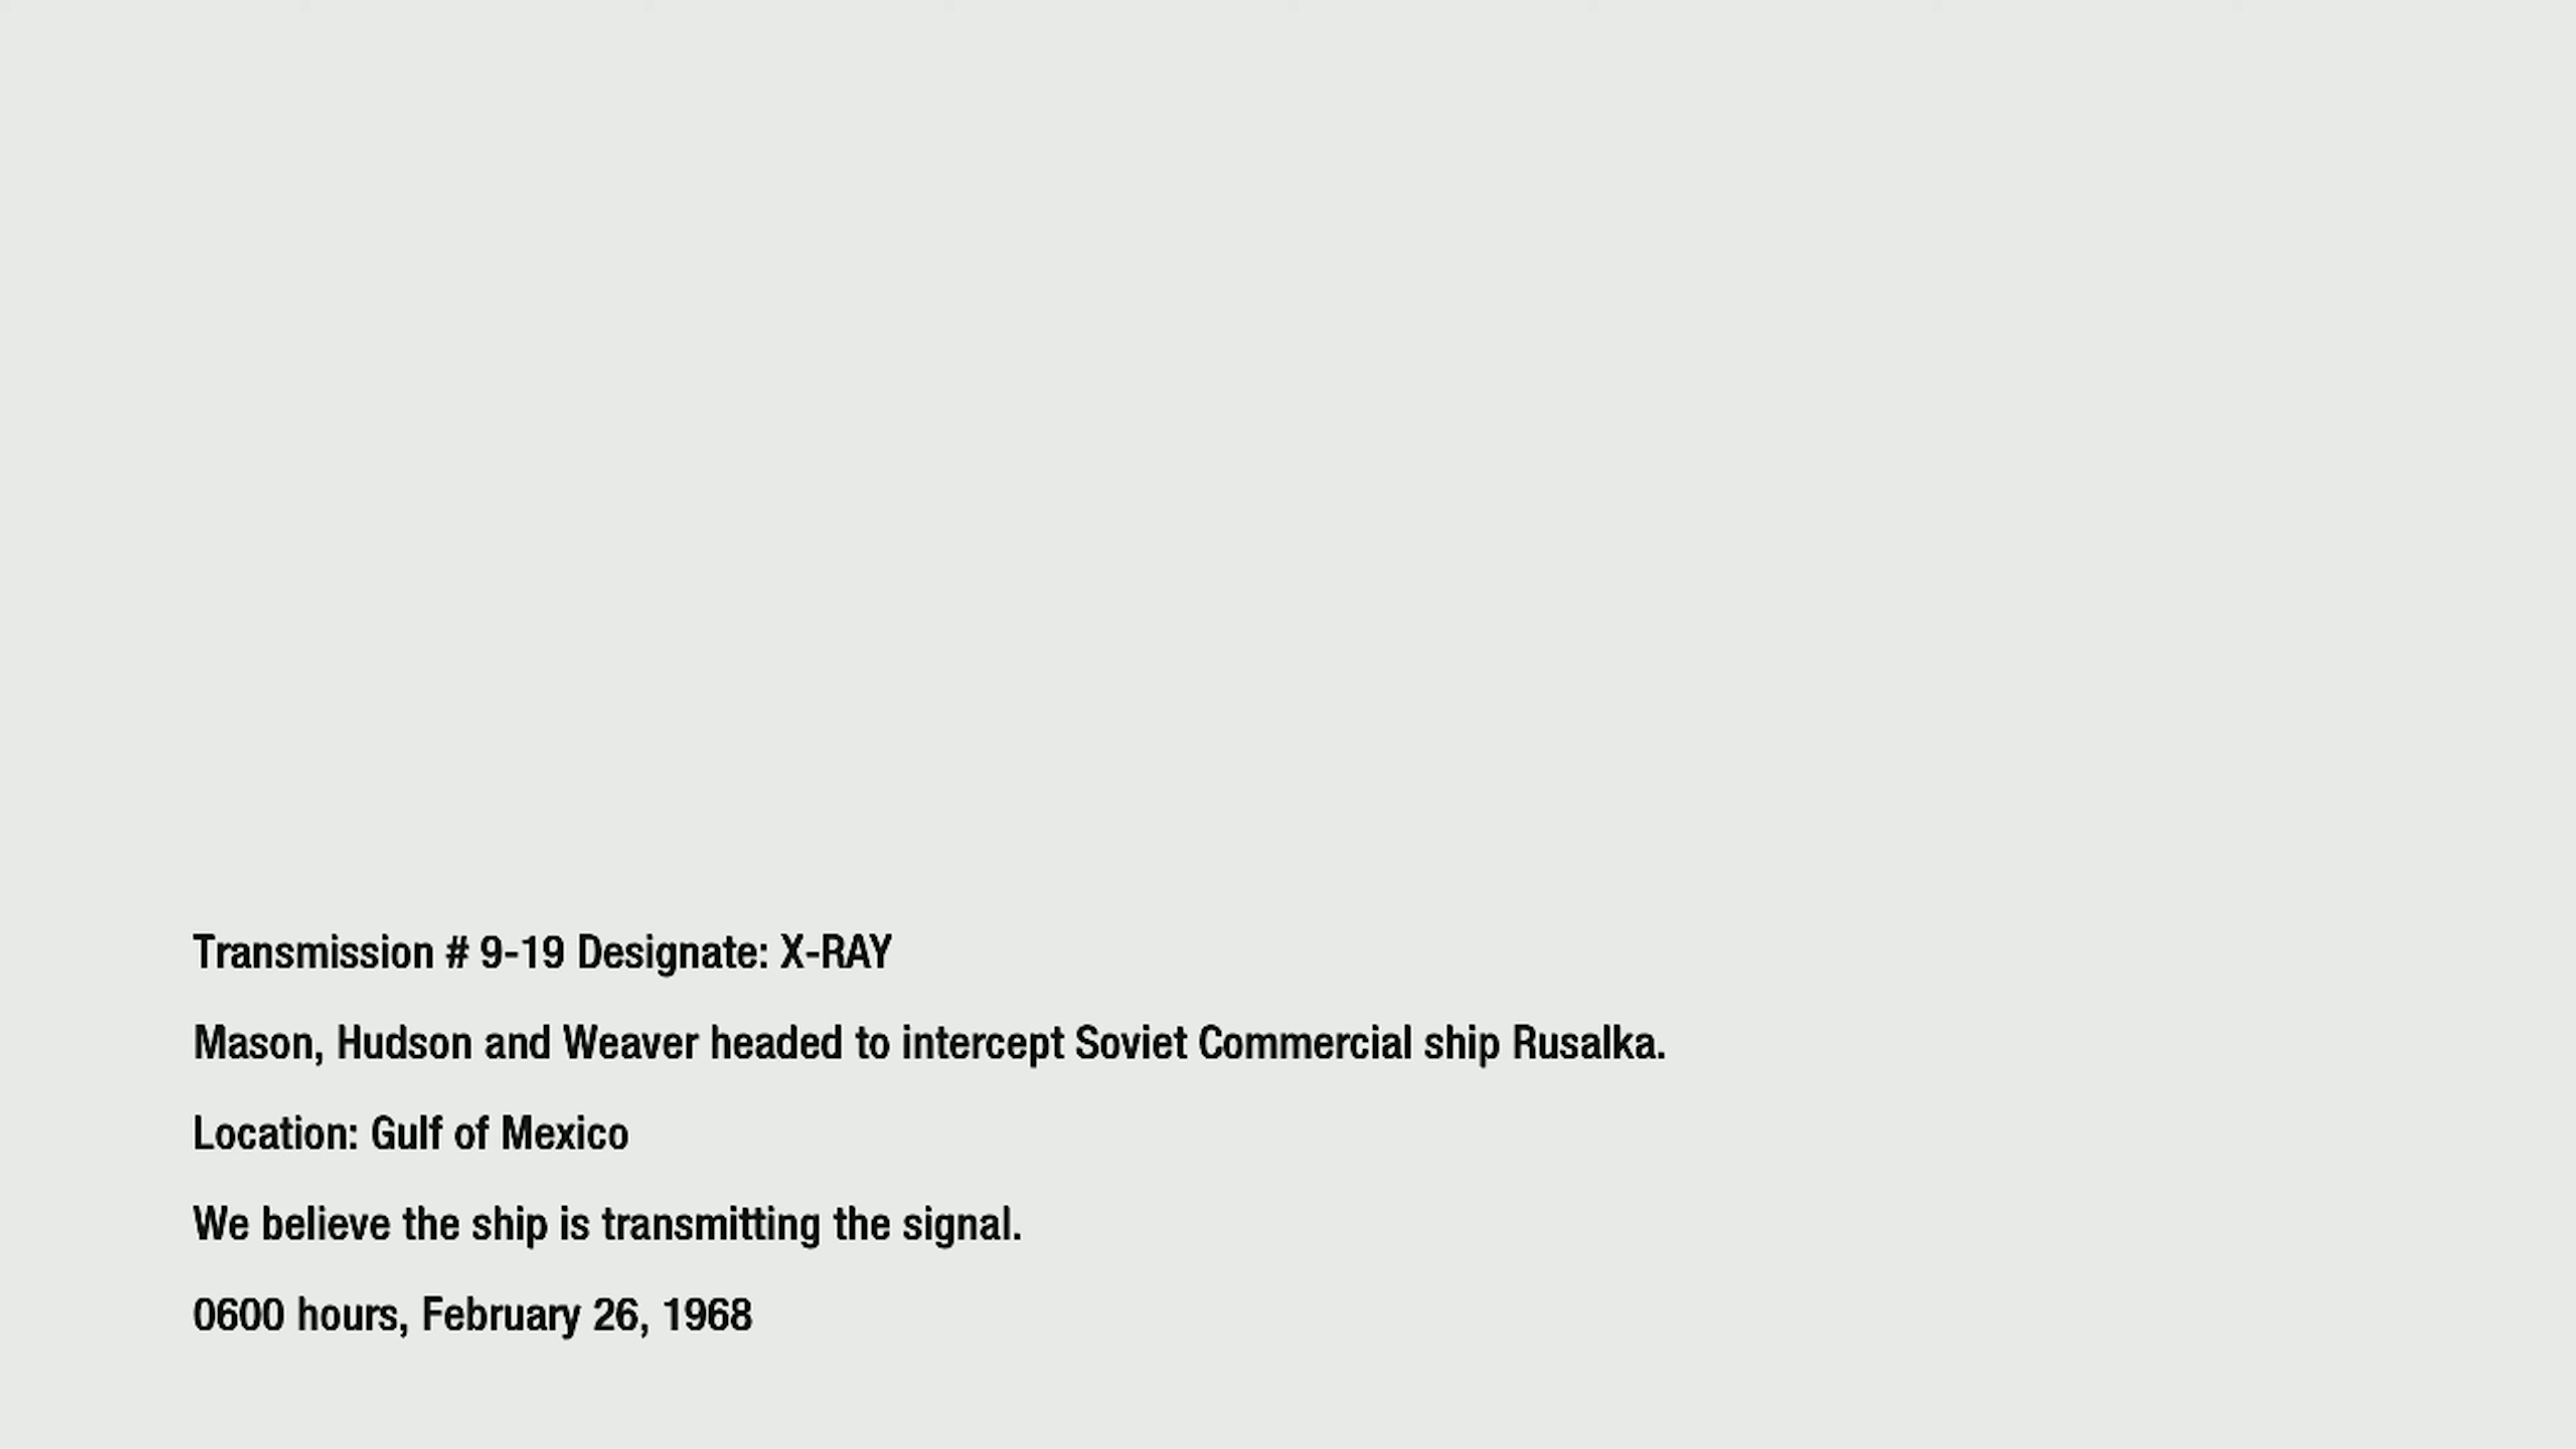 Transmission # 9-19 Designate: X-RAY
Mason, Hudson and Weaver headed to intercept Soviet Commercial ship Rusalka.
Location: Gulf of Mexico
We believe the ship is transmitting the signal.
0600 hours, February 26, 1968